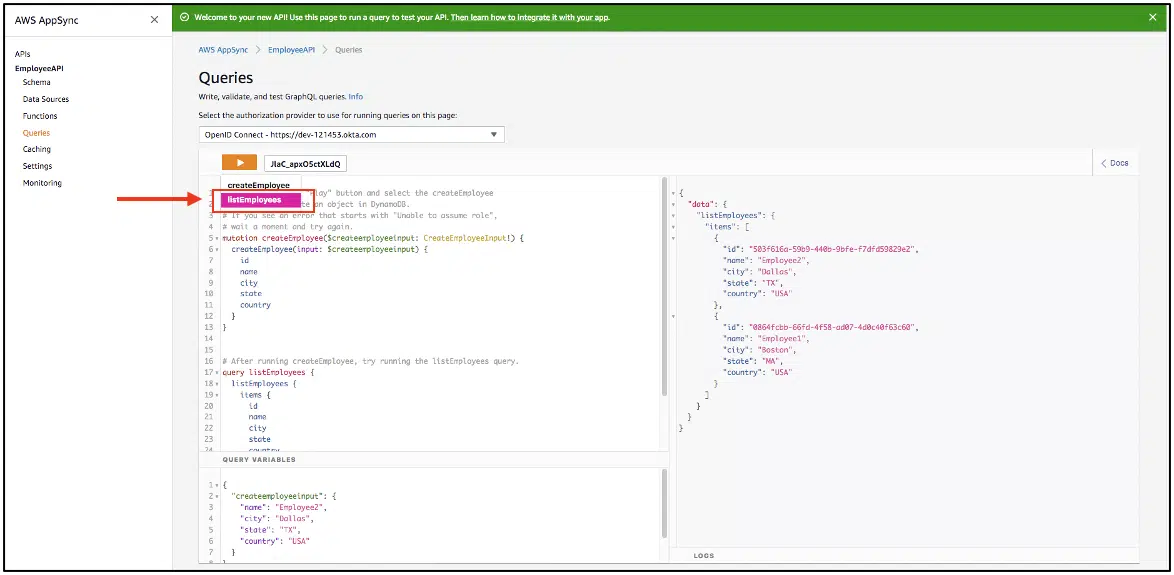 AWS AppSync
Welcome to your new API! Use this page to run a query to test your API. Then learn how to integrate it with your app.
APIs
EmployeeAPI
Schema
Data Sources
Functions
Queries
Caching
Settings
Monitoring
AWS AppSync > EmployeeAPI > Queries
Queries
Write, validate, and test GraphQL queries. Info
Select the authorization provider to use for running queries on this page:
OpenID Connect - https://dev-121453.okta.com
JlaC_apxO5ctXLdQ
Docs
createEmployee
listEmployees
1 "Play" button and select the createEmployee
2 an object in DynamoDB.
3 # If you see an error that starts with "Unable to assume role",
4 # wait a moment and try again.
5 mutation createEmployee($createemployeeinput: CreateEmployeeInput!) {
6 createEmployee(input: $createemployeeinput) {
7 id
8 name
9 city
10 state
11 country
12 }
13 }
14
15
16 # After running createEmployee, try running the listEmployees query.
17 query listEmployees {
18 listEmployees {
19 items {
20 id
21 name
22 city
23 state
24 country
QUERY VARIABLES
1 {
2 "createemployeeinput": {
3 "name": "Employee2",
4 "city": "Dallas",
5 "state": "TX",
6 "country": "USA"
7 }
{
"data": {
"listEmployees": {
"items": [
{
"id": "503f616a-59b9-440b-9bfe-f7dfd59829e2",
"name": "Employee2",
"city": "Dallas",
"state": "TX",
"country": "USA"
},
{
"id": "0864fcbb-66fd-4f58-ad07-4d0c40f63c60",
"name": "Employee1",
"city": "Boston",
"state": "MA",
"country": "USA"
}
]
}
}
}
LOGS